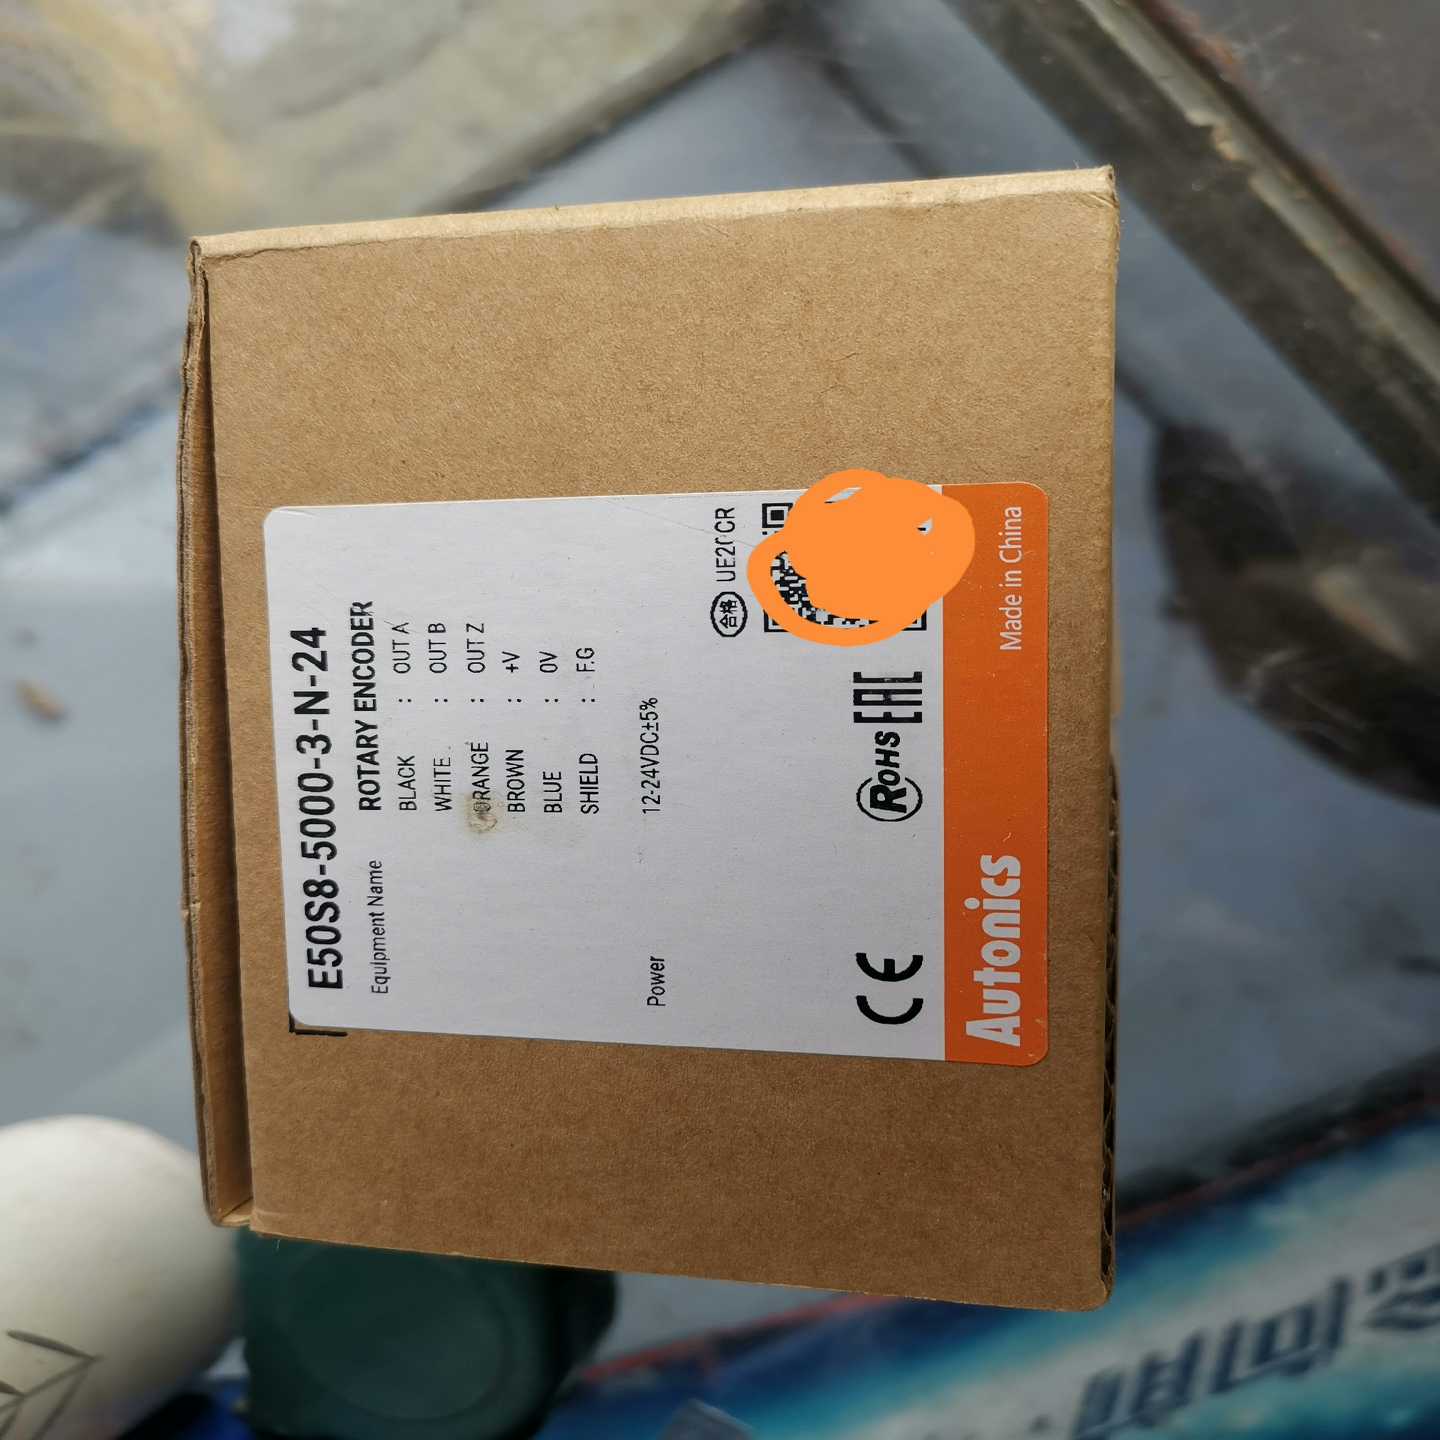 E50S8-5000-3-N-24
Equipment Name ROTARY ENCODER
BLACK : OUT A
WHITE : OUT B
ORANGE : OUT Z
BROWN : +V
BLUE : 0V
SHIELD : F.G
Power 12-24VDC±5%
合格
CE RoHS EAC
Autonics Made in China